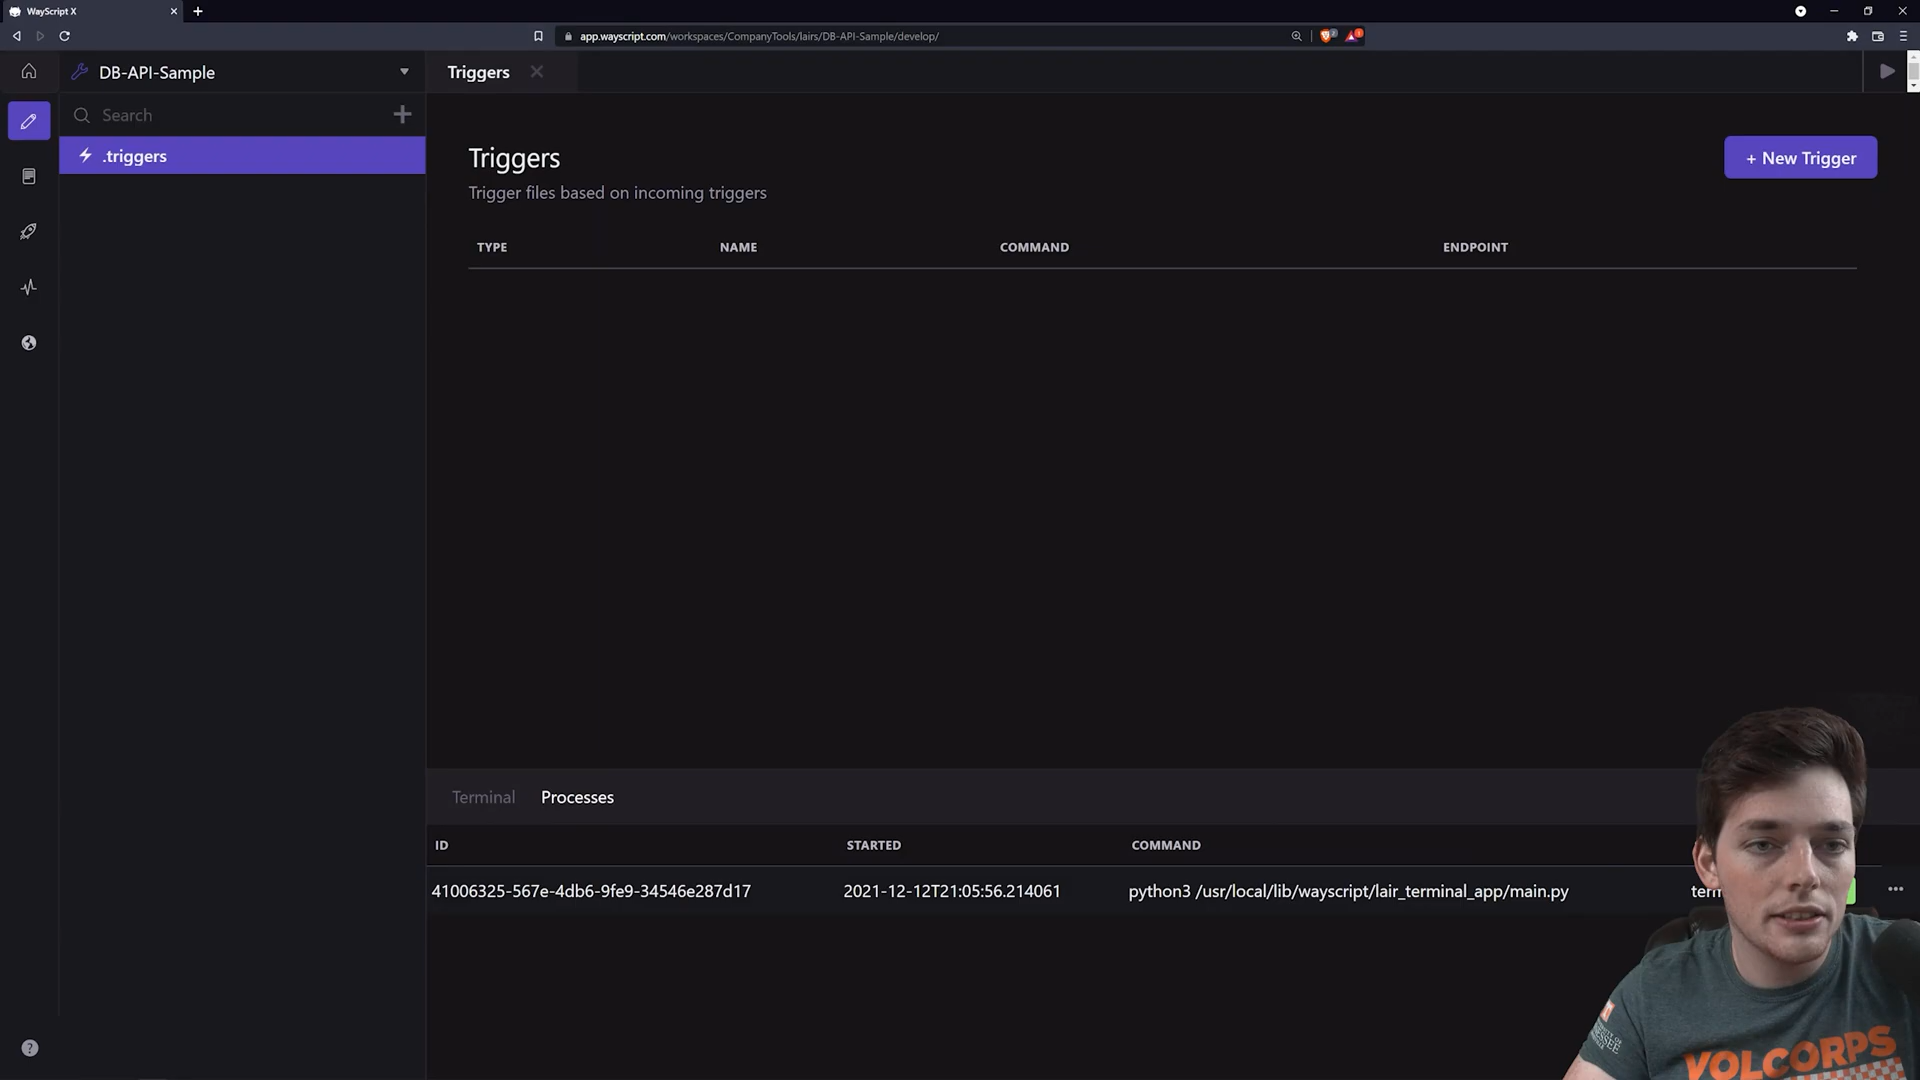 WayScript X
app.wayscript.com/workspaces/CompanyTools/lairs/DB-API-Sample/develop/
DB-API-Sample
Triggers
Search
.triggers
Triggers
+ New Trigger
Trigger files based on incoming triggers
TYPE NAME COMMAND ENDPOINT
Terminal Processes
ID STARTED COMMAND
41006325-567e-4db6-9fe9-34546e287d17 2021-12-12T21:05:56.214061 python3 /usr/local/lib/wayscript/lair_terminal_app/main.py
VOLCORPS